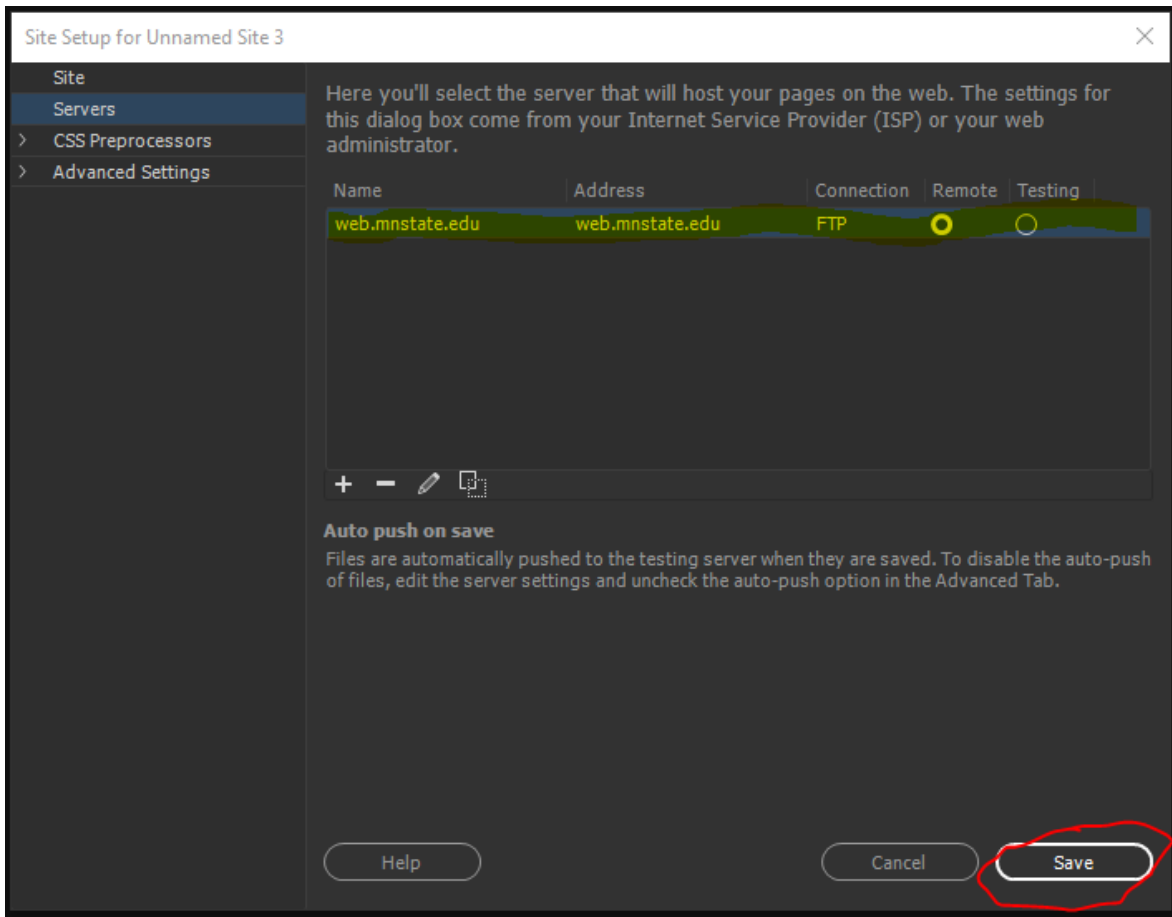 Site Setup for Unnamed Site 3
Site
Servers
CSS Preprocessors
Advanced Settings
Here you'll select the server that will host your pages on the web. The settings for
this dialog box come from your Internet Service Provider (ISP) or your web
administrator.
Name Address Connection Remote Testing
web.mnstate.edu web.mnstate.edu FTP
Auto push on save
Files are automatically pushed to the testing server when they are saved. To disable the auto-push
of files, edit the server settings and uncheck the auto-push option in the Advanced Tab.
Help Cancel Save